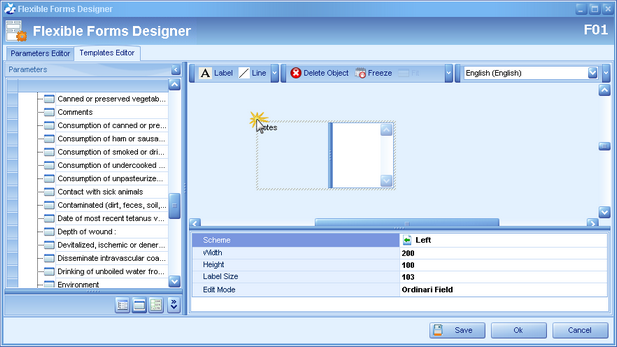 Flexible Forms Designer
Flexible Forms Designer
F01
Parameters Editor
Templates Editor
Parameters
Canned or preserved vegetab...
Comments
Consumption of canned or pre...
Consumption of ham or sausa...
Consumption of smoked or dri...
Consumption of undercooked ...
Consumption of unpasteurize...
Contact with sick animals
Contaminated (dirt, feces, soil,...
Date of most recent tetanus v...
Depth of wound :
Devitalized, ischemic or dener...
Disseminate intravascular coa...
Drinking of unboiled water fro...
Environment
Label
Line
Delete Object
Freeze
English (English)
Scheme
Left
Width
200
Height
100
Label Size
103
Edit Mode
Ordinari Field
Save
Ok
Cancel